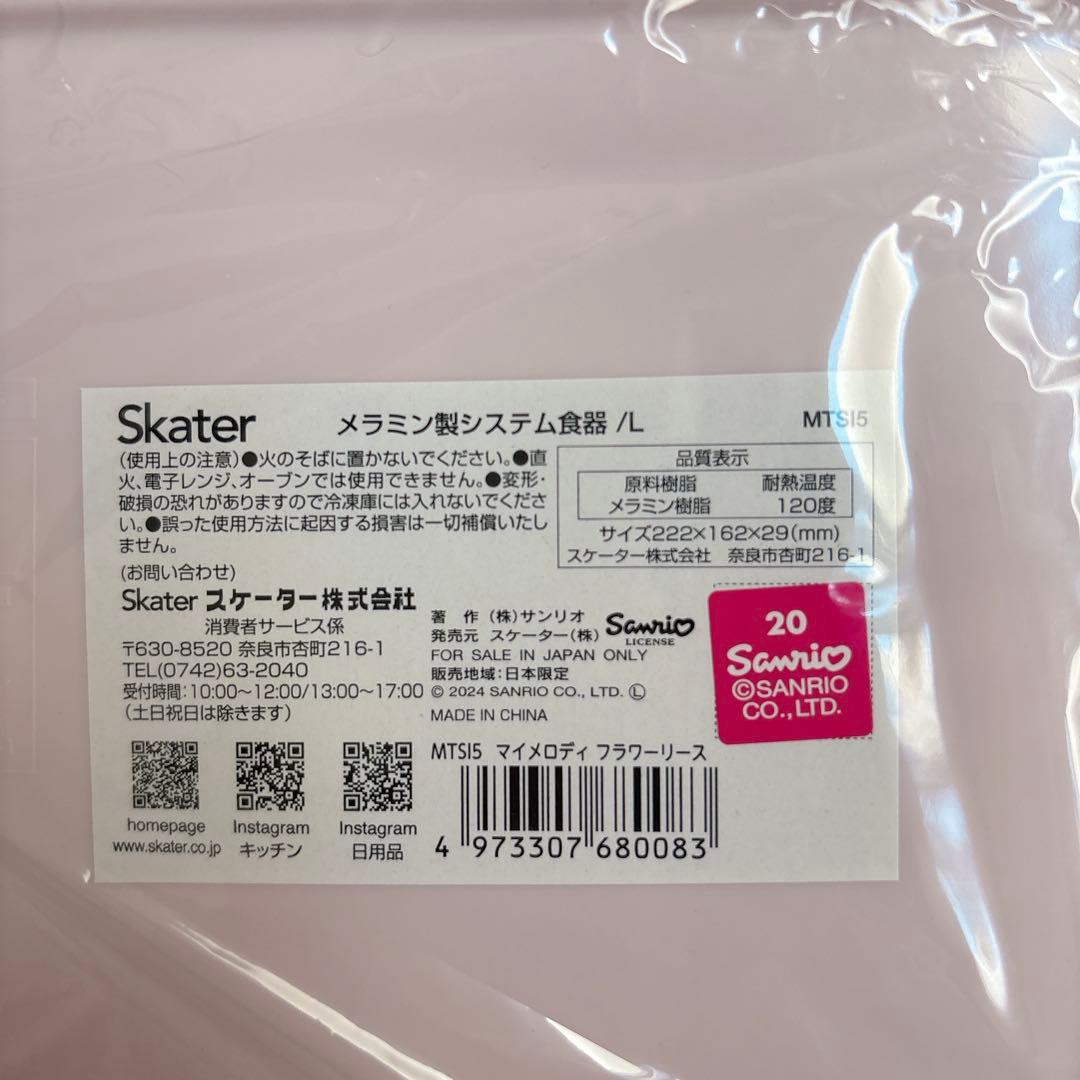 Skater
メラミン製システム食器 /L
MTSI5
(使用上の注意)●火のそばに置かないでください。●直
火、電子レンジ、オーブンでは使用できません。●変形・
破損の恐れがありますので冷凍庫には入れないでくださ
い。●誤った使用方法に起因する損害は一切補償いたし
ません。
品質表示
原料樹脂 耐熱温度
メラミン樹脂 120度
サイズ222×162×29(mm)
スケーター株式会社 奈良市杏町216-1
(お問い合わせ)
Skater スケーター株式会社
消費者サービス係
〒630-8520 奈良市杏町216-1
TEL(0742)63-2040
受付時間:10:00〜12:00/13:00〜17:00
(土日祝日は除きます)
著 作 (株)サンリオ
発売元 スケーター(株)
Sanrio
LICENSE
FOR SALE IN JAPAN ONLY
販売地域:日本限定
© 2024 SANRIO CO., LTD. Ⓛ
MADE IN CHINA
20
Sanrio
©SANRIO
CO.,LTD.
MTSI5 マイメロディ フラワーリース
4 973307 680083
homepage
www.skater.co.jp
Instagram
キッチン
Instagram
日用品